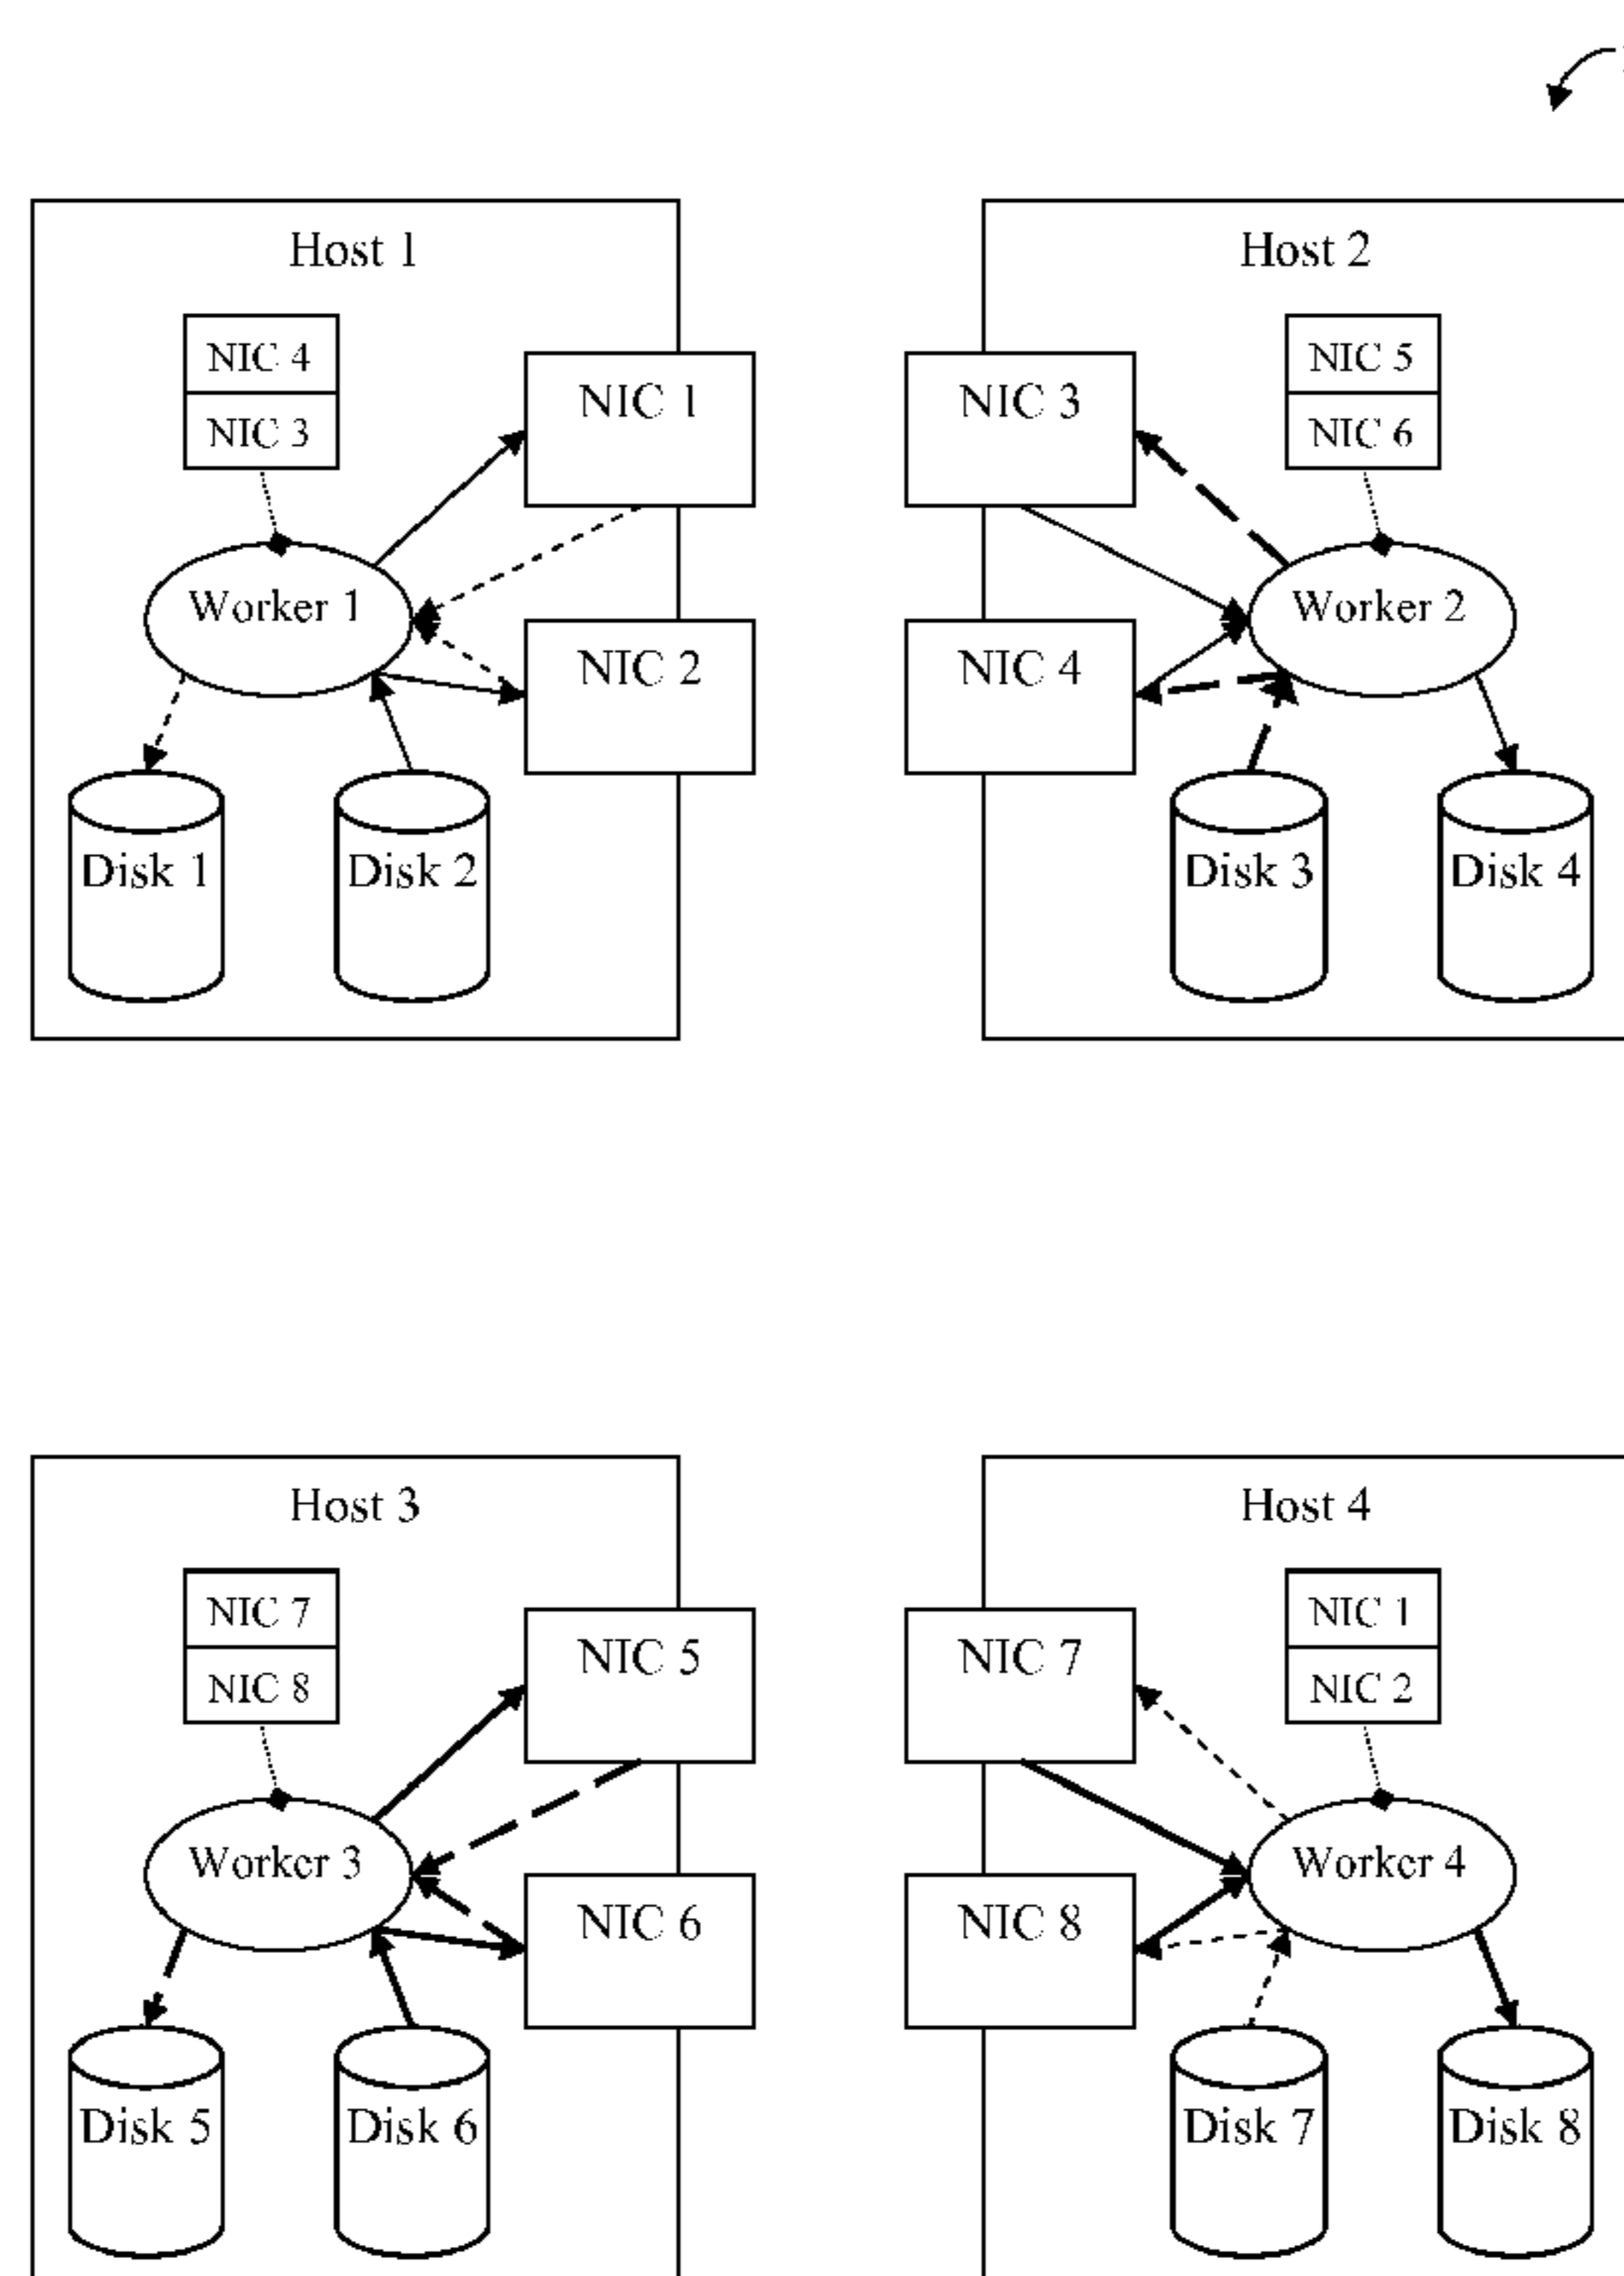 Host 1
NIC 4
NIC 3
NIC 1
Worker 1
NIC 2
Disk 1
Disk 2
Host 2
NIC 3
NIC 5
NIC 6
Worker 2
NIC 4
Disk 3
Disk 4
Host 3
NIC 7
NIC 8
NIC 5
Worker 3
NIC 6
Disk 5
Disk 6
Host 4
NIC 7
NIC 1
NIC 2
Worker 4
NIC 8
Disk 7
Disk 8